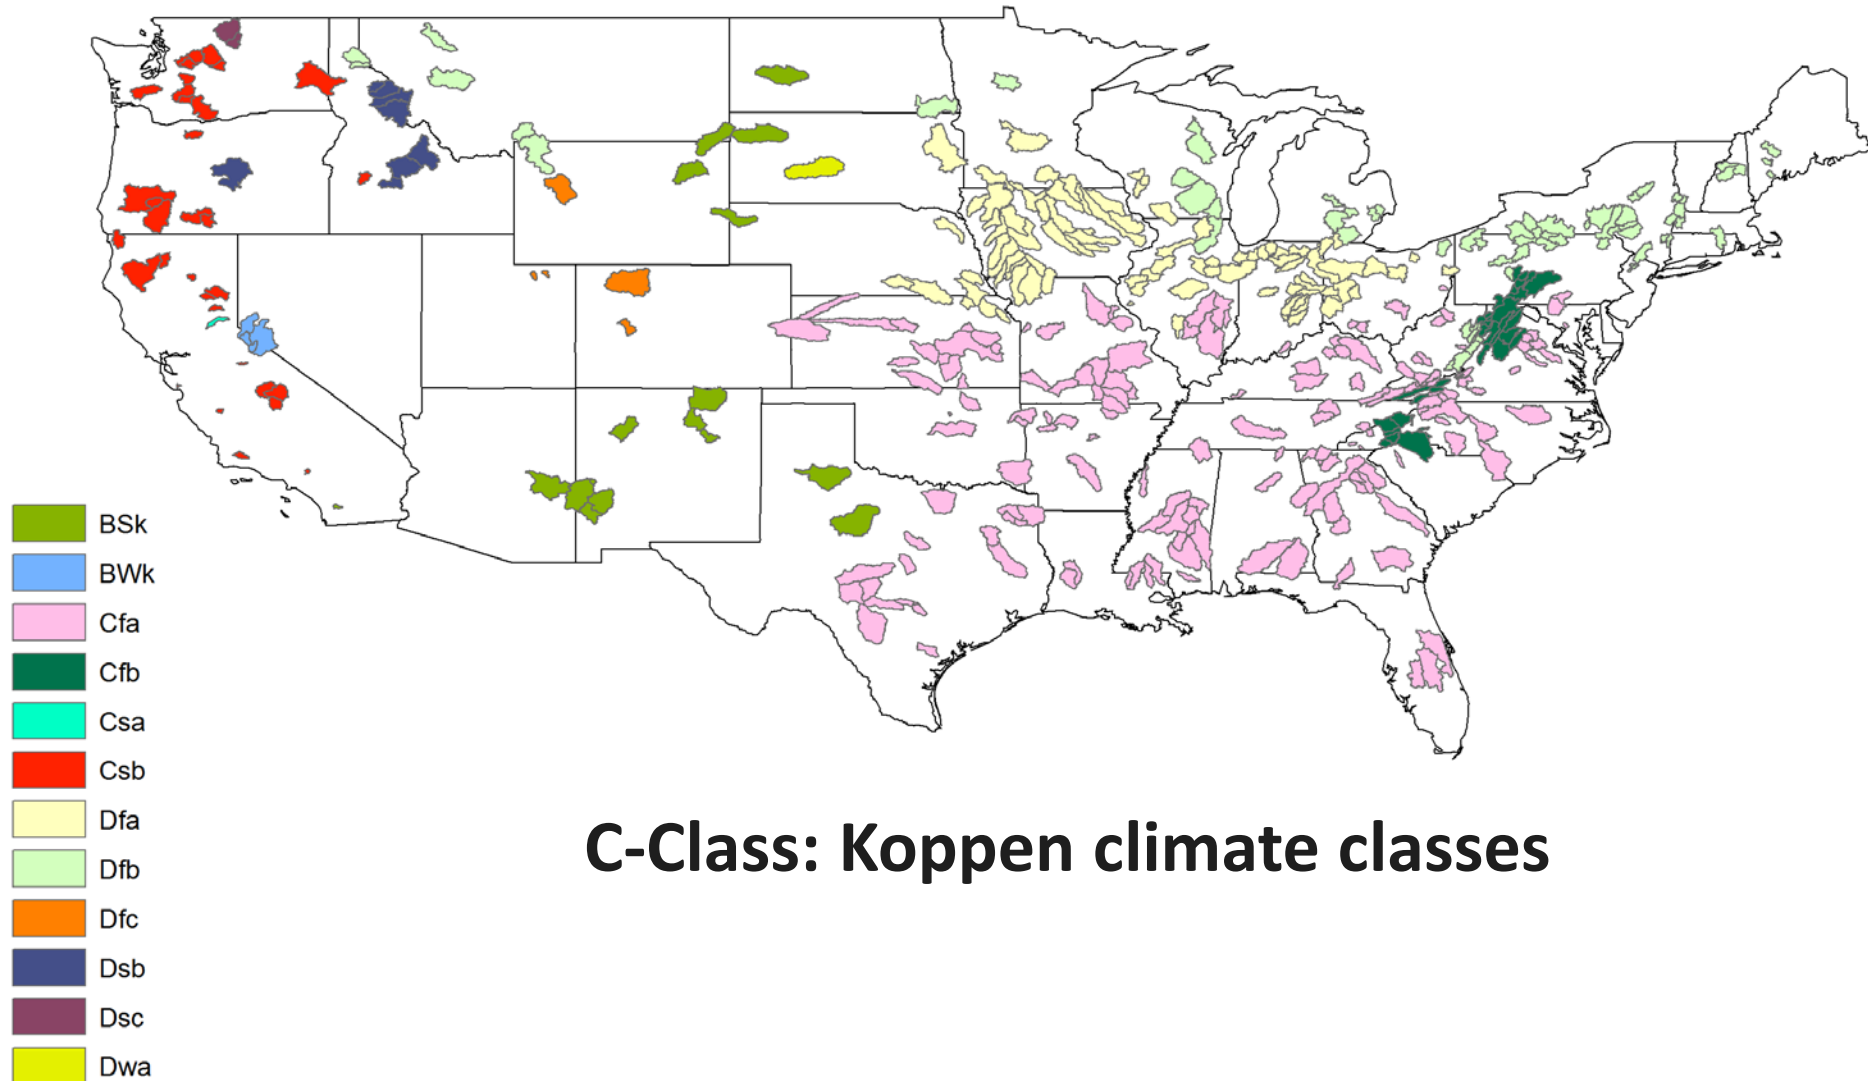 BSk
BWk
Cfa
Cfb
Csa
Csb
Dfa
Dfb
Dfc
Dsb
Dsc
Dwa
C-Class: Koppen climate classes